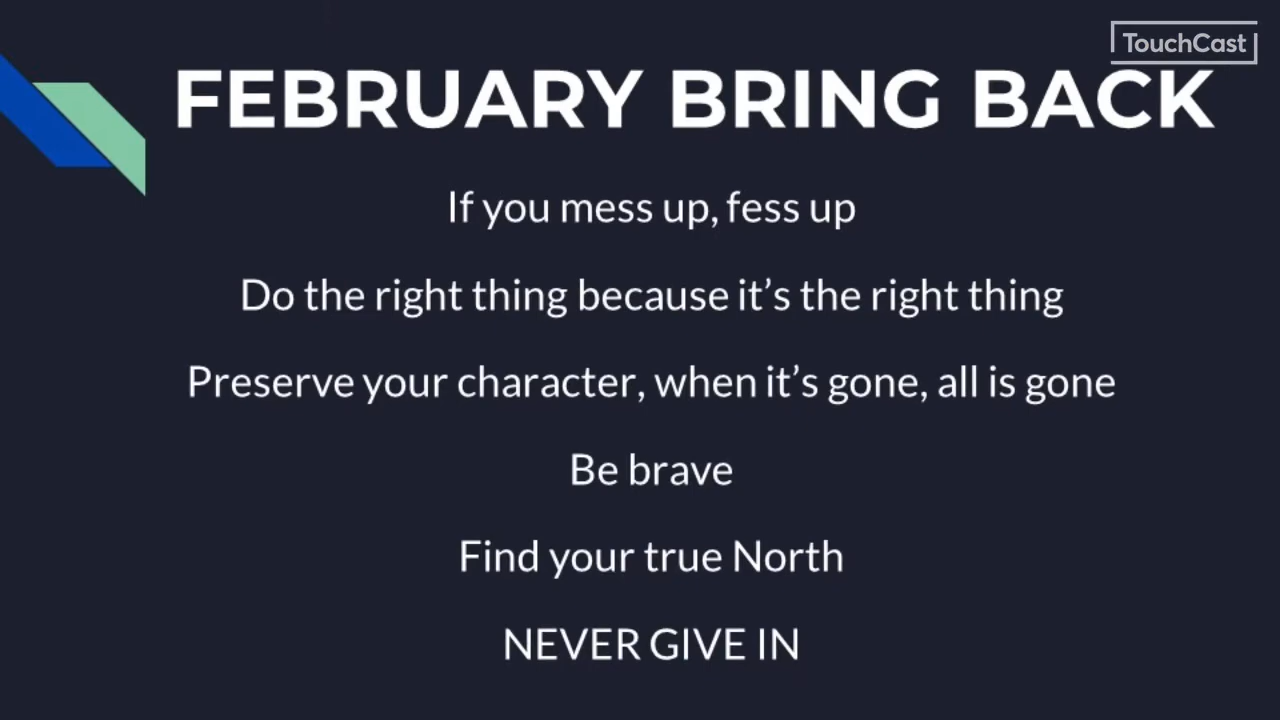 TouchCast
FEBRUARY BRING BACK
If you mess up, fess up
Do the right thing because it’s the right thing
Preserve your character, when it’s gone, all is gone
Be brave
Find your true North
NEVER GIVE IN